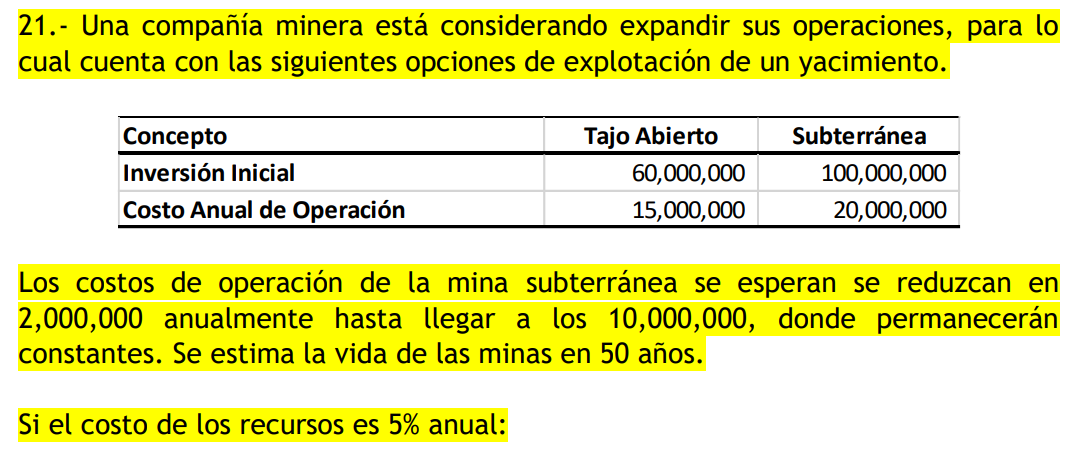 21.- Una compañía minera está considerando expandir sus operaciones, para lo
cual cuenta con las siguientes opciones de explotación de un yacimiento.
Concepto Tajo Abierto Subterránea
Inversión Inicial 60,000,000 100,000,000
Costo Anual de Operación 15,000,000 20,000,000
Los costos de operación de la mina subterránea se esperan se reduzcan en
2,000,000 anualmente hasta llegar a los 10,000,000, donde permanecerán
constantes. Se estima la vida de las minas en 50 años.
Si el costo de los recursos es 5% anual: